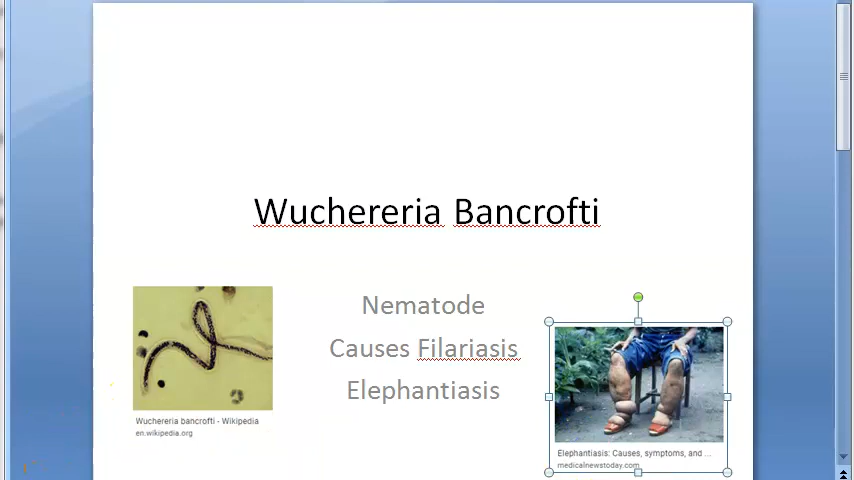 Wuchereria Bancrofti
Nematode
Causes Filariasis
Elephantiasis
Wuchereria bancrofti - Wikipedia
en.wikipedia.org
Elephantiasis: Causes, symptoms, and ...
medicalnewstoday.com